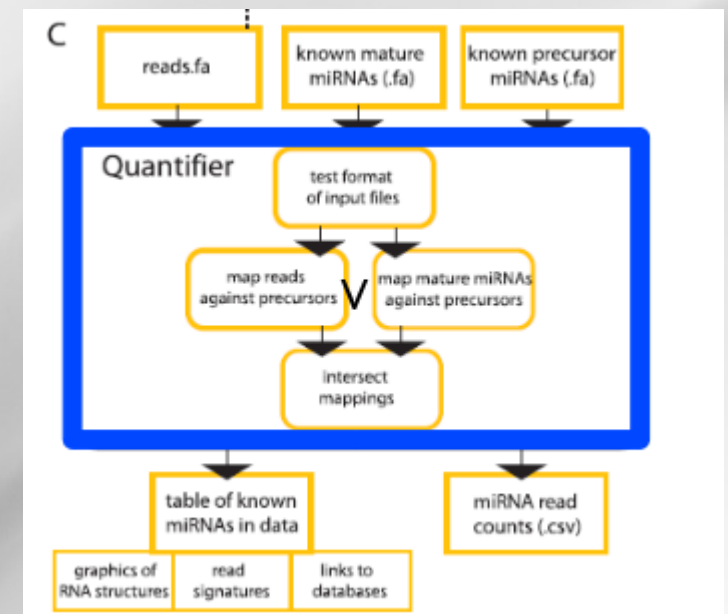 C
reads.fa
known mature
miRNAs (.fa)
known precursor
miRNAs (.fa)
Quantifier
test format
of input files
map reads
against precursors
V
map mature miRNAs
against precursors
Intersect
mappings
table of known
miRNAs in data
miRNA read
counts (.csv)
graphics of
RNA structures
read
signatures
links to
databases